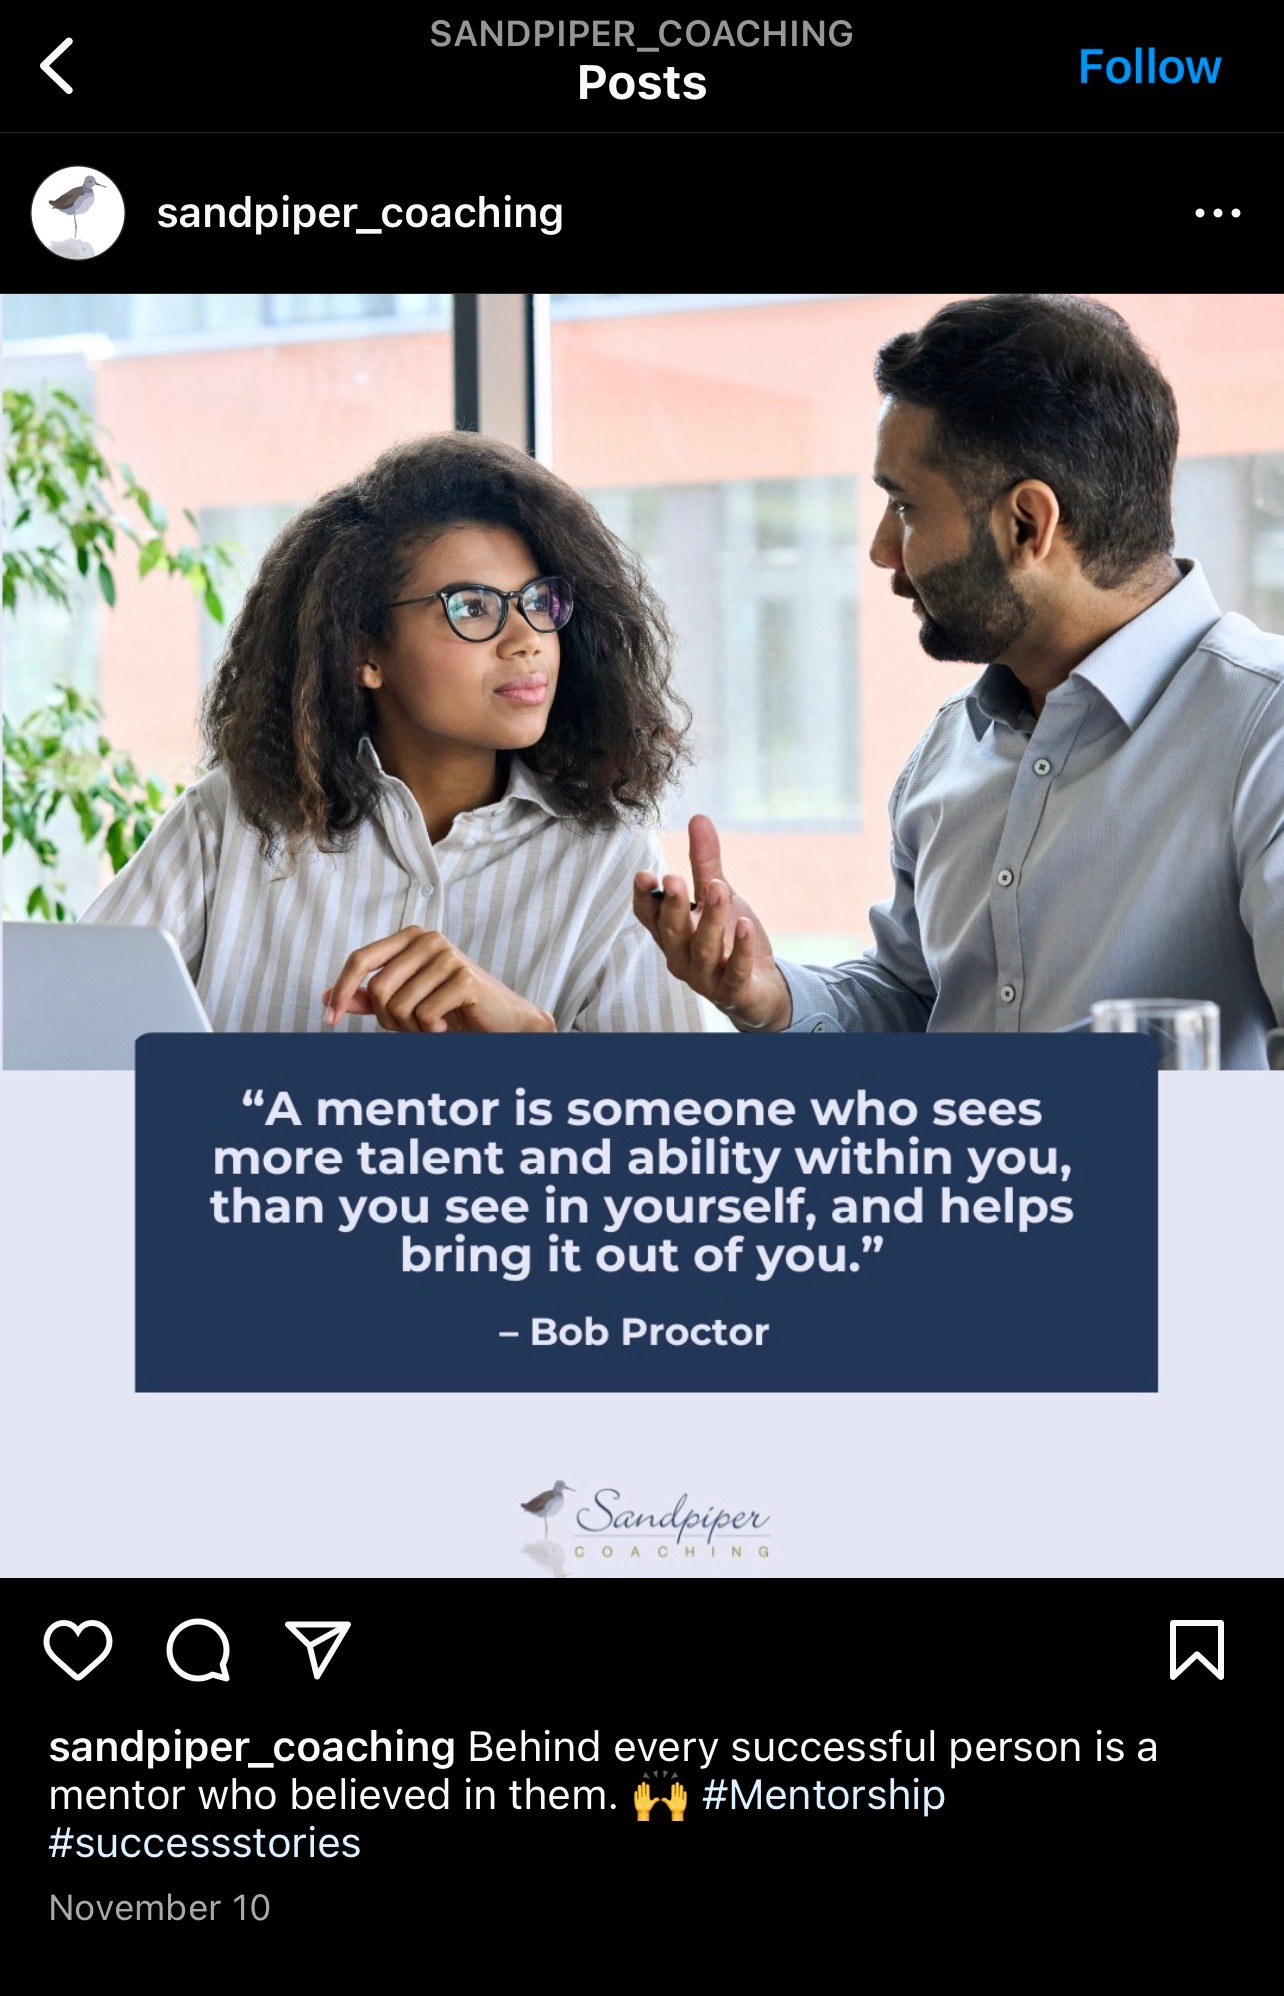 SANDPIPER_COACHING
Posts
Follow
sandpiper_coaching
“A mentor is someone who sees
more talent and ability within you,
than you see in yourself, and helps
bring it out of you.”
– Bob Proctor
Sandpiper
COACHING
sandpiper_coaching Behind every successful person is a
mentor who believed in them. 🙌 #Mentorship
#successstories
November 10